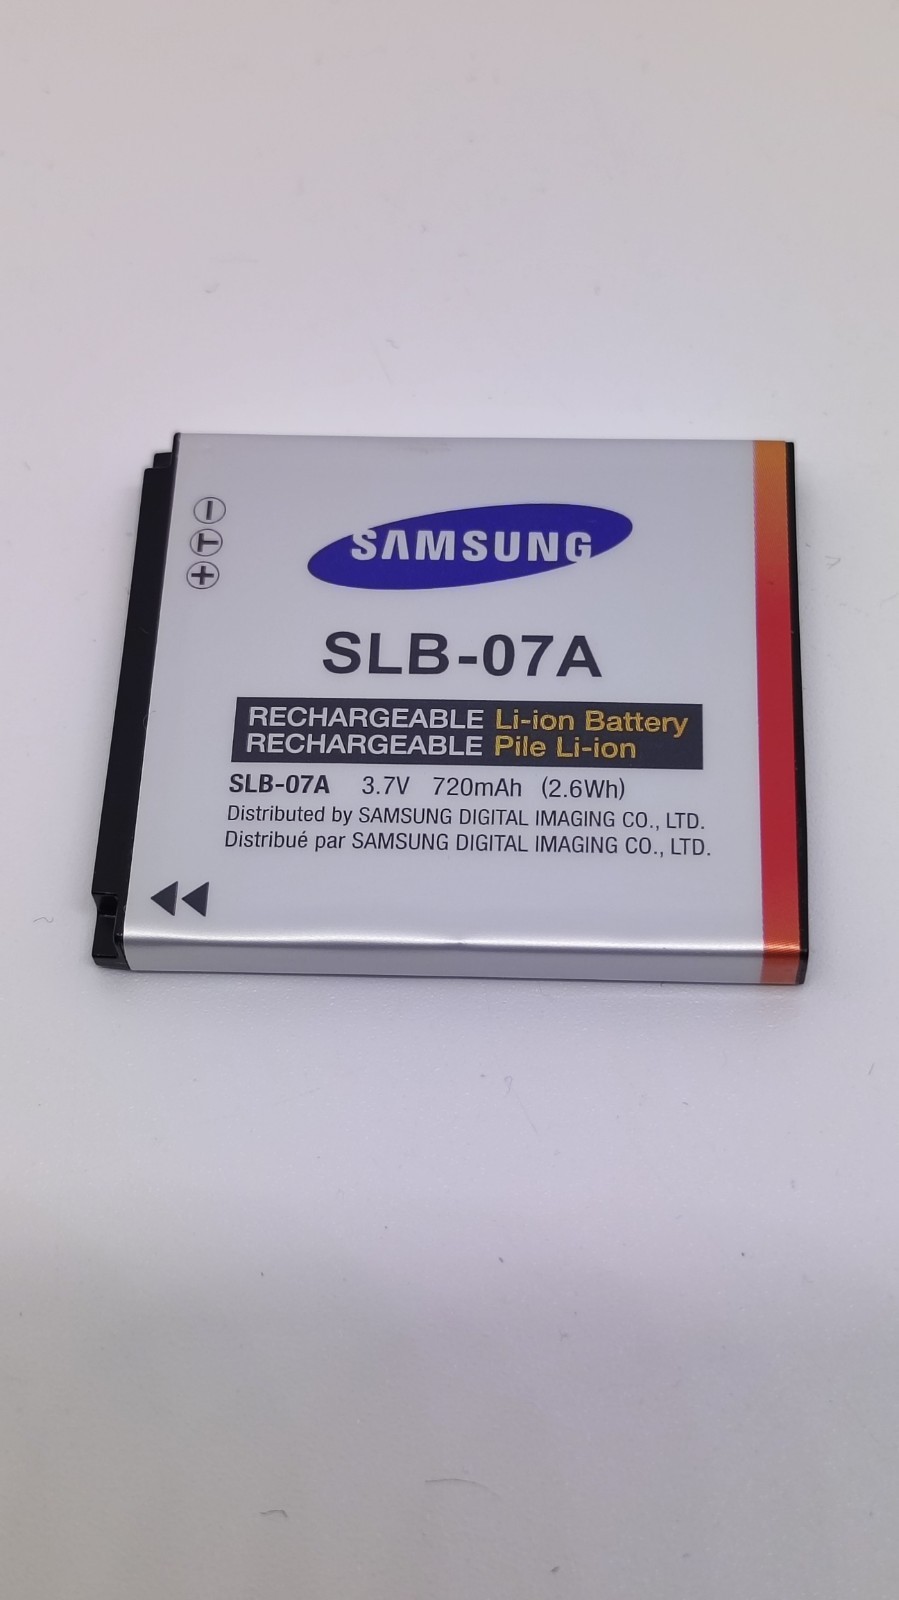 SAMSUNG
SLB-07A
RECHARGEABLE Li-ion Battery
RECHARGEABLE Pile Li-ion
SLB-07A 3.7V 720mAh (2.6Wh)
Distributed by SAMSUNG DIGITAL IMAGING CO., LTD.
Distribué par SAMSUNG DIGITAL IMAGING CO., LTD.
−
T
+